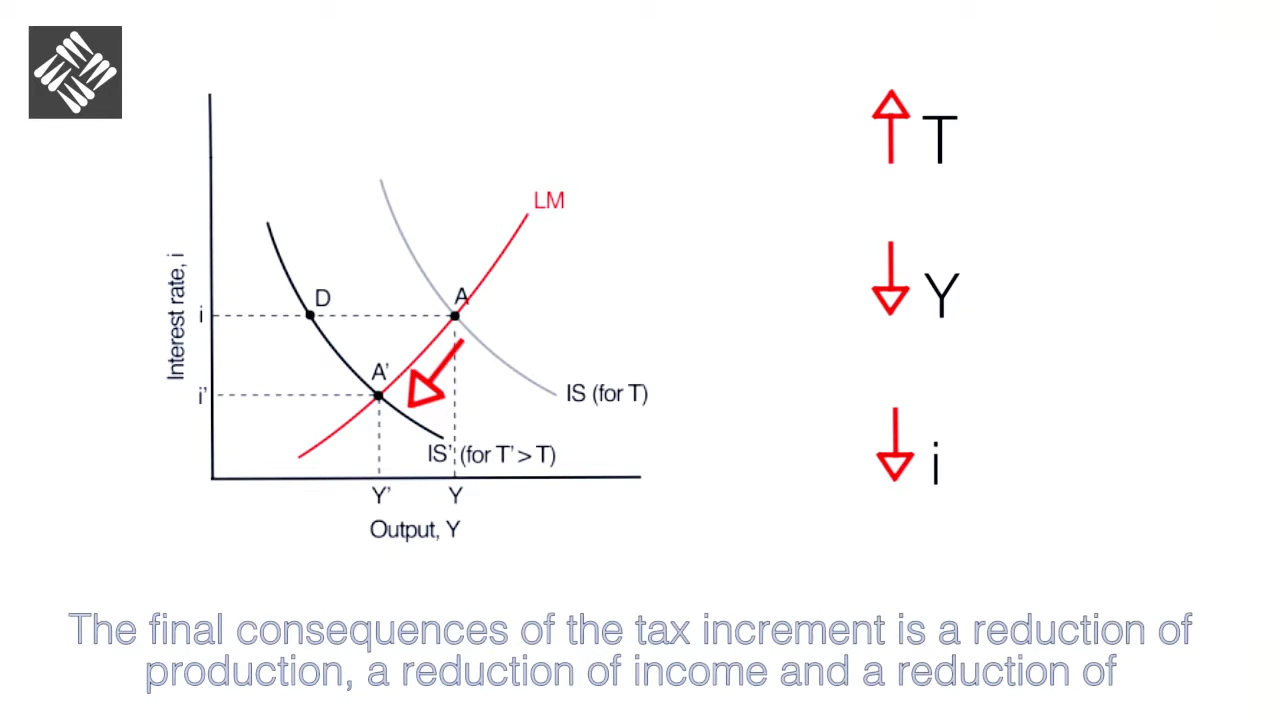 T
LM
Interest rate, i
D
A
i
Y
A'
i'
IS (for T)
IS' (for T' > T)
i
Y'
Y
Output, Y
The final consequences of the tax increment is a reduction of
production, a reduction of income and a reduction of